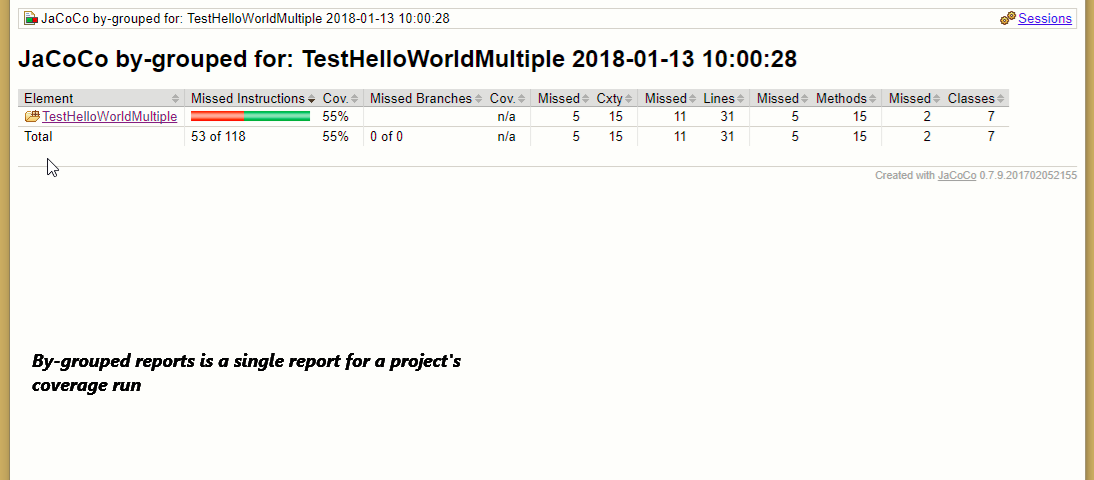 JaCoCo by-grouped for: TestHelloWorldMultiple 2018-01-13 10:00:28 Sessions
JaCoCo by-grouped for: TestHelloWorldMultiple 2018-01-13 10:00:28
Element Missed Instructions Cov. Missed Branches Cov. Missed Cxty Missed Lines Missed Methods Missed Classes
TestHelloWorldMultiple 55% n/a 5 15 11 31 5 15 2 7
Total 53 of 118 55% 0 of 0 n/a 5 15 11 31 5 15 2 7
Created with JaCoCo 0.7.9.201702052155
By-grouped reports is a single report for a project's
coverage run